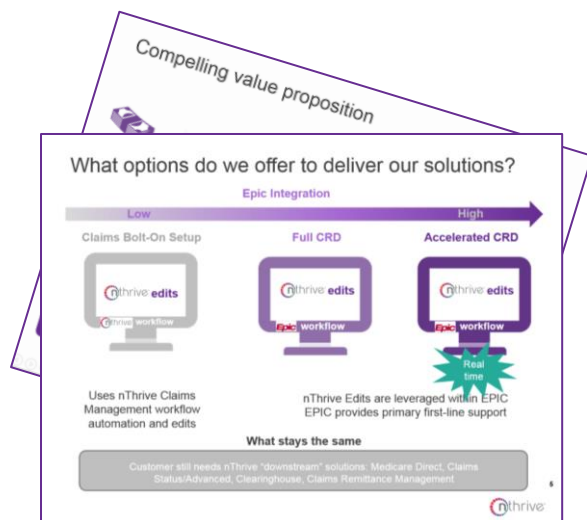 Compelling value proposition
What options do we offer to deliver our solutions?
Epic Integration
Low
High
Claims Bolt-On Setup
Full CRD
Accelerated CRD
nthrive edits
nthrive workflow
nthrive edits
Epic workflow
nthrive edits
Epic workflow
Real
time
Uses nThrive Claims
Management workflow
automation and edits
nThrive Edits are leveraged within EPIC
EPIC provides primary first-line support
What stays the same
Customer still needs nThrive "downstream" solutions: Medicare Direct, Claims
Status/Advanced, Clearinghouse, Claims Remittance Management
6
nthrive